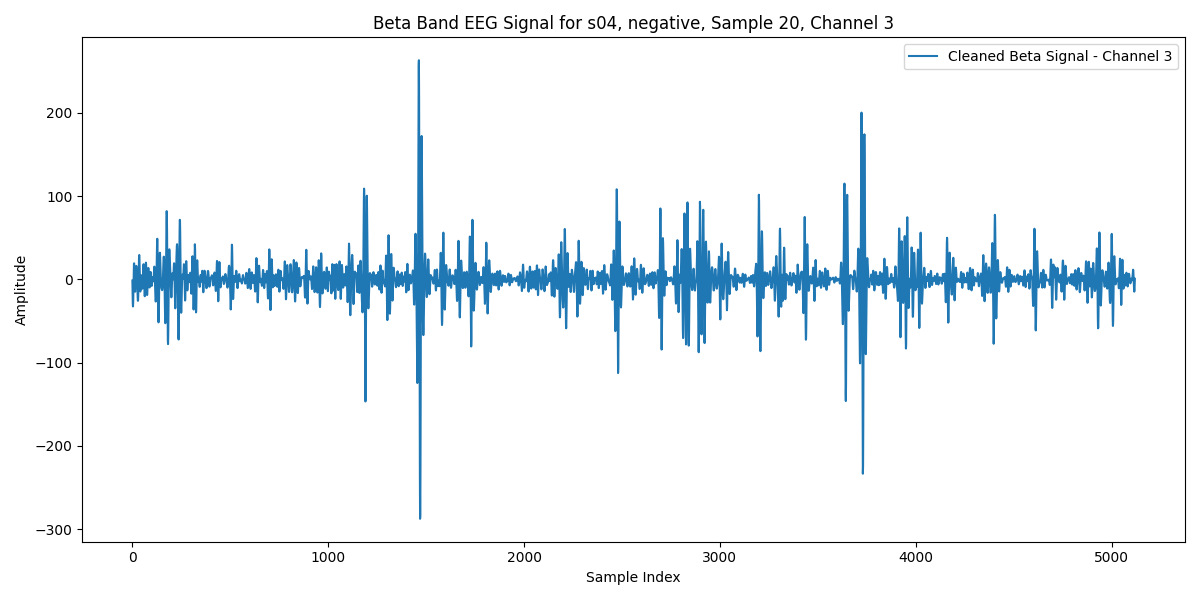 Beta Band EEG Signal for s04, negative, Sample 20, Channel 3
Cleaned Beta Signal - Channel 3
Amplitude
200
100
0
−100
−200
−300
0 1000 2000 3000 4000 5000
Sample Index